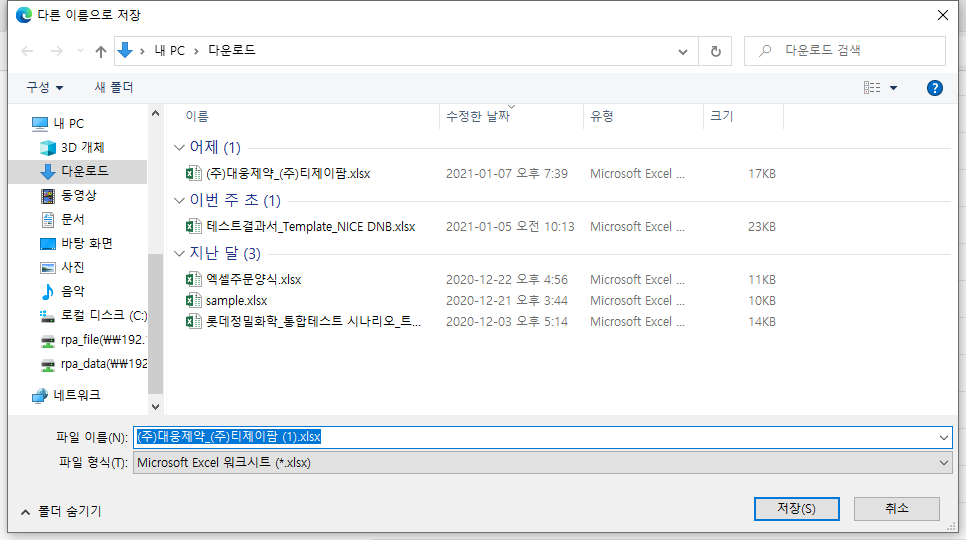 다른 이름으로 저장
내 PC › 다운로드
다운로드 검색
구성 새 폴더
?
내 PC
3D 개체
다운로드
동영상
문서
바탕 화면
사진
음악
로컬 디스크 (C:)
rpa_file(₩₩192.1
rpa_data(₩₩192
네트워크
이름 수정한 날짜 유형 크기
어제 (1)
(주)대웅제약_(주)티제이팜.xlsx 2021-01-07 오후 7:39 Microsoft Excel ... 17KB
이번 주 초 (1)
테스트결과서_Template_NICE DNB.xlsx 2021-01-05 오전 10:13 Microsoft Excel ... 23KB
지난 달 (3)
엑셀주문양식.xlsx 2020-12-22 오후 4:56 Microsoft Excel ... 11KB
sample.xlsx 2020-12-21 오후 3:44 Microsoft Excel ... 10KB
롯데정밀화학_통합테스트 시나리오_트... 2020-12-03 오후 5:14 Microsoft Excel ... 14KB
파일 이름(N): (주)대웅제약_(주)티제이팜 (1).xlsx
파일 형식(T): Microsoft Excel 워크시트 (*.xlsx)
폴더 숨기기
저장(S) 취소